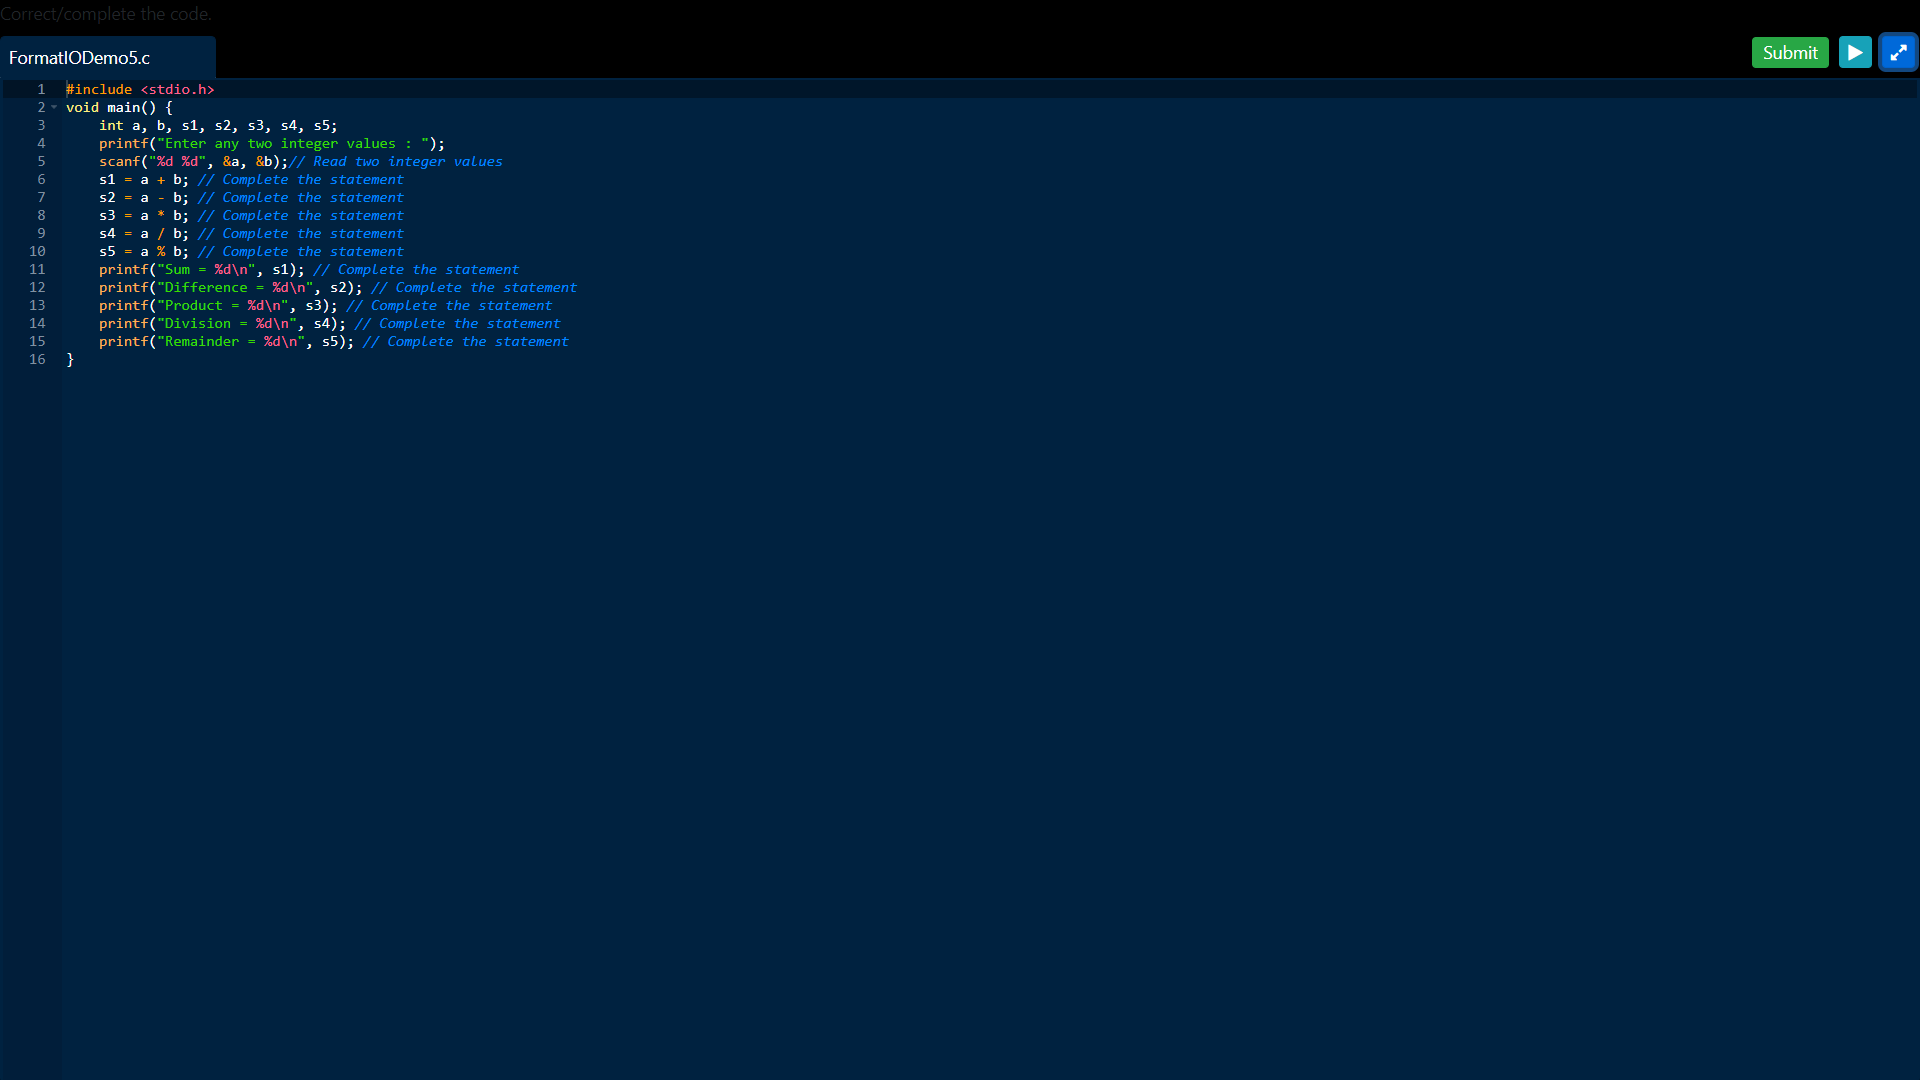 Correct/complete the code.
FormatIODemo5.c
Submit
1 #include <stdio.h>
2 void main() {
3 int a, b, s1, s2, s3, s4, s5;
4 printf("Enter any two integer values : ");
5 scanf("%d %d", &a, &b);// Read two integer values
6 s1 = a + b; // Complete the statement
7 s2 = a - b; // Complete the statement
8 s3 = a * b; // Complete the statement
9 s4 = a / b; // Complete the statement
10 s5 = a % b; // Complete the statement
11 printf("Sum = %d\n", s1); // Complete the statement
12 printf("Difference = %d\n", s2); // Complete the statement
13 printf("Product = %d\n", s3); // Complete the statement
14 printf("Division = %d\n", s4); // Complete the statement
15 printf("Remainder = %d\n", s5); // Complete the statement
16 }